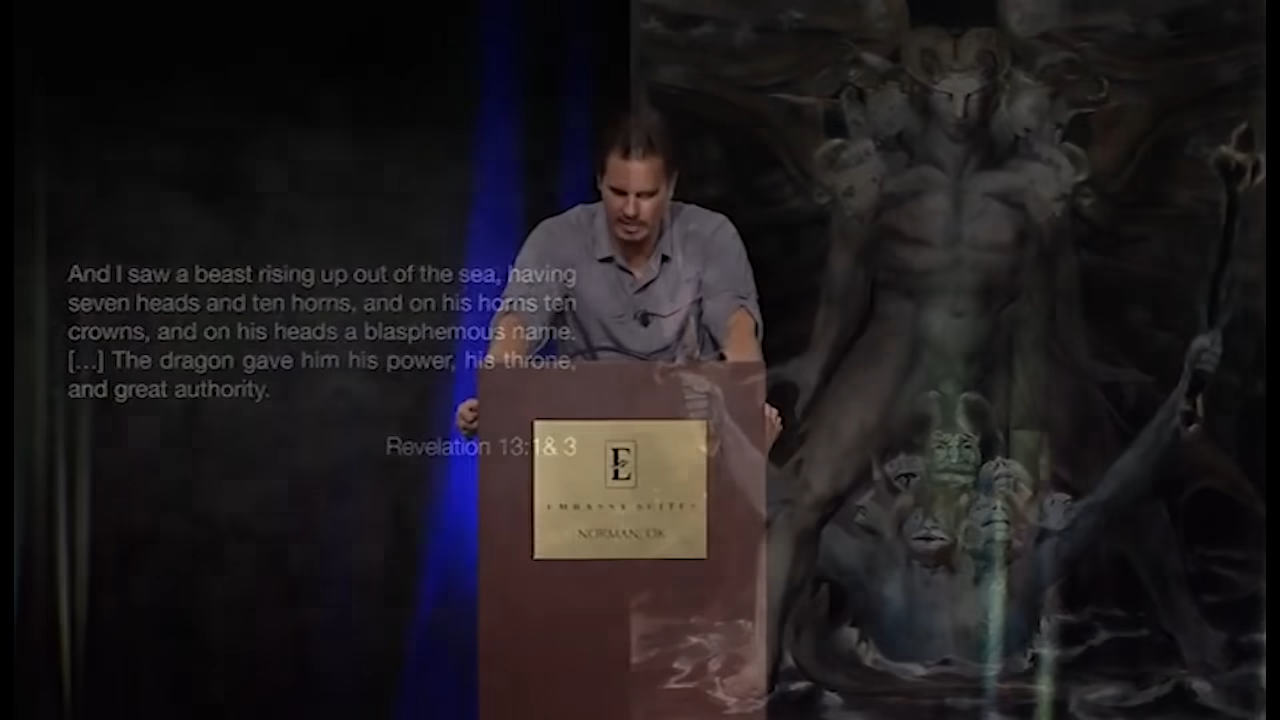 And I saw a beast rising up out of the sea, having
seven heads and ten horns, and on his horns ten
crowns, and on his heads a blasphemous name.
[...] The dragon gave him his power, his throne,
and great authority.
Revelation 13:1& 3
E
EMBASSY SUITES
NORMAN, OK